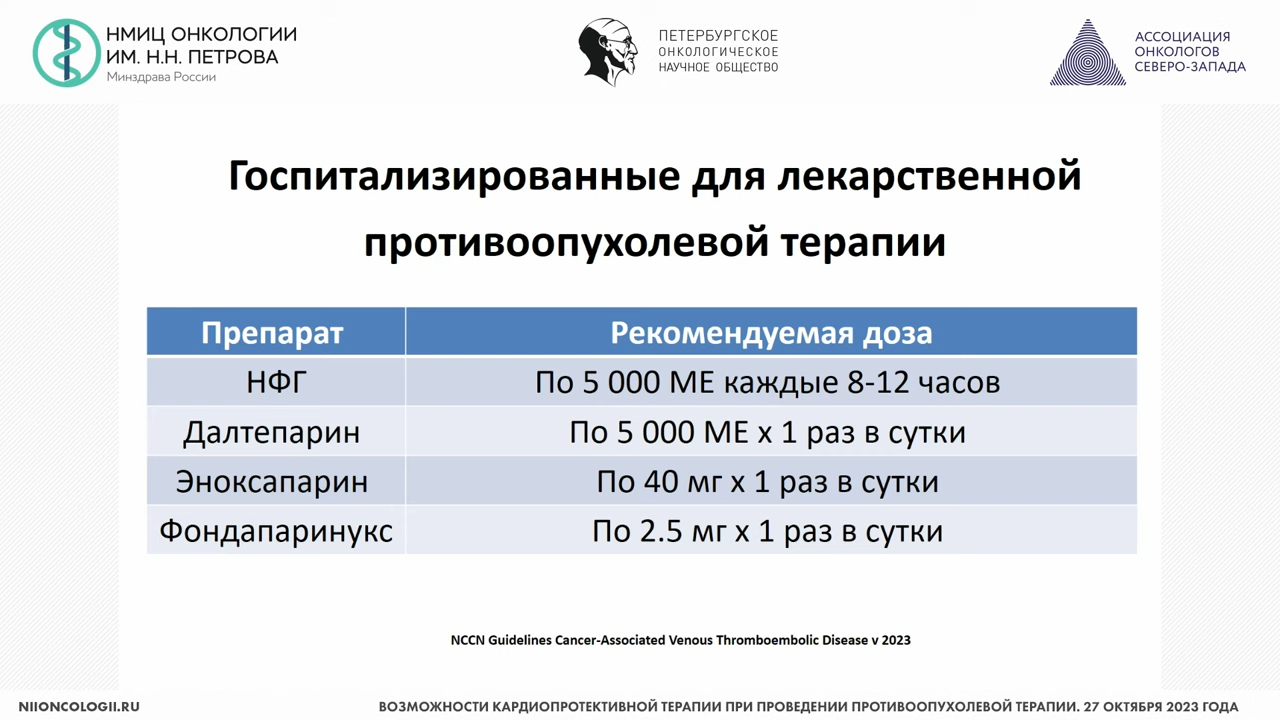 НМИЦ ОНКОЛОГИИ
ИМ. Н.Н. ПЕТРОВА
Минздрава России
ПЕТЕРБУРГСКОЕ
ОНКОЛОГИЧЕСКОЕ
НАУЧНОЕ ОБЩЕСТВО
АССОЦИАЦИЯ
ОНКОЛОГОВ
СЕВЕРО-ЗАПАДА
Госпитализированные для лекарственной
противоопухолевой терапии
Препарат Рекомендуемая доза
НФГ По 5 000 МЕ каждые 8-12 часов
Далтепарин По 5 000 МЕ х 1 раз в сутки
Эноксапарин По 40 мг х 1 раз в сутки
Фондапаринукс По 2.5 мг х 1 раз в сутки
NCCN Guidelines Cancer-Associated Venous Thromboembolic Disease v 2023
NIIONCOLOGII.RU ВОЗМОЖНОСТИ КАРДИОПРОТЕКТИВНОЙ ТЕРАПИИ ПРИ ПРОВЕДЕНИИ ПРОТИВООПУХОЛЕВОЙ ТЕРАПИИ. 27 ОКТЯБРЯ 2023 ГОДА